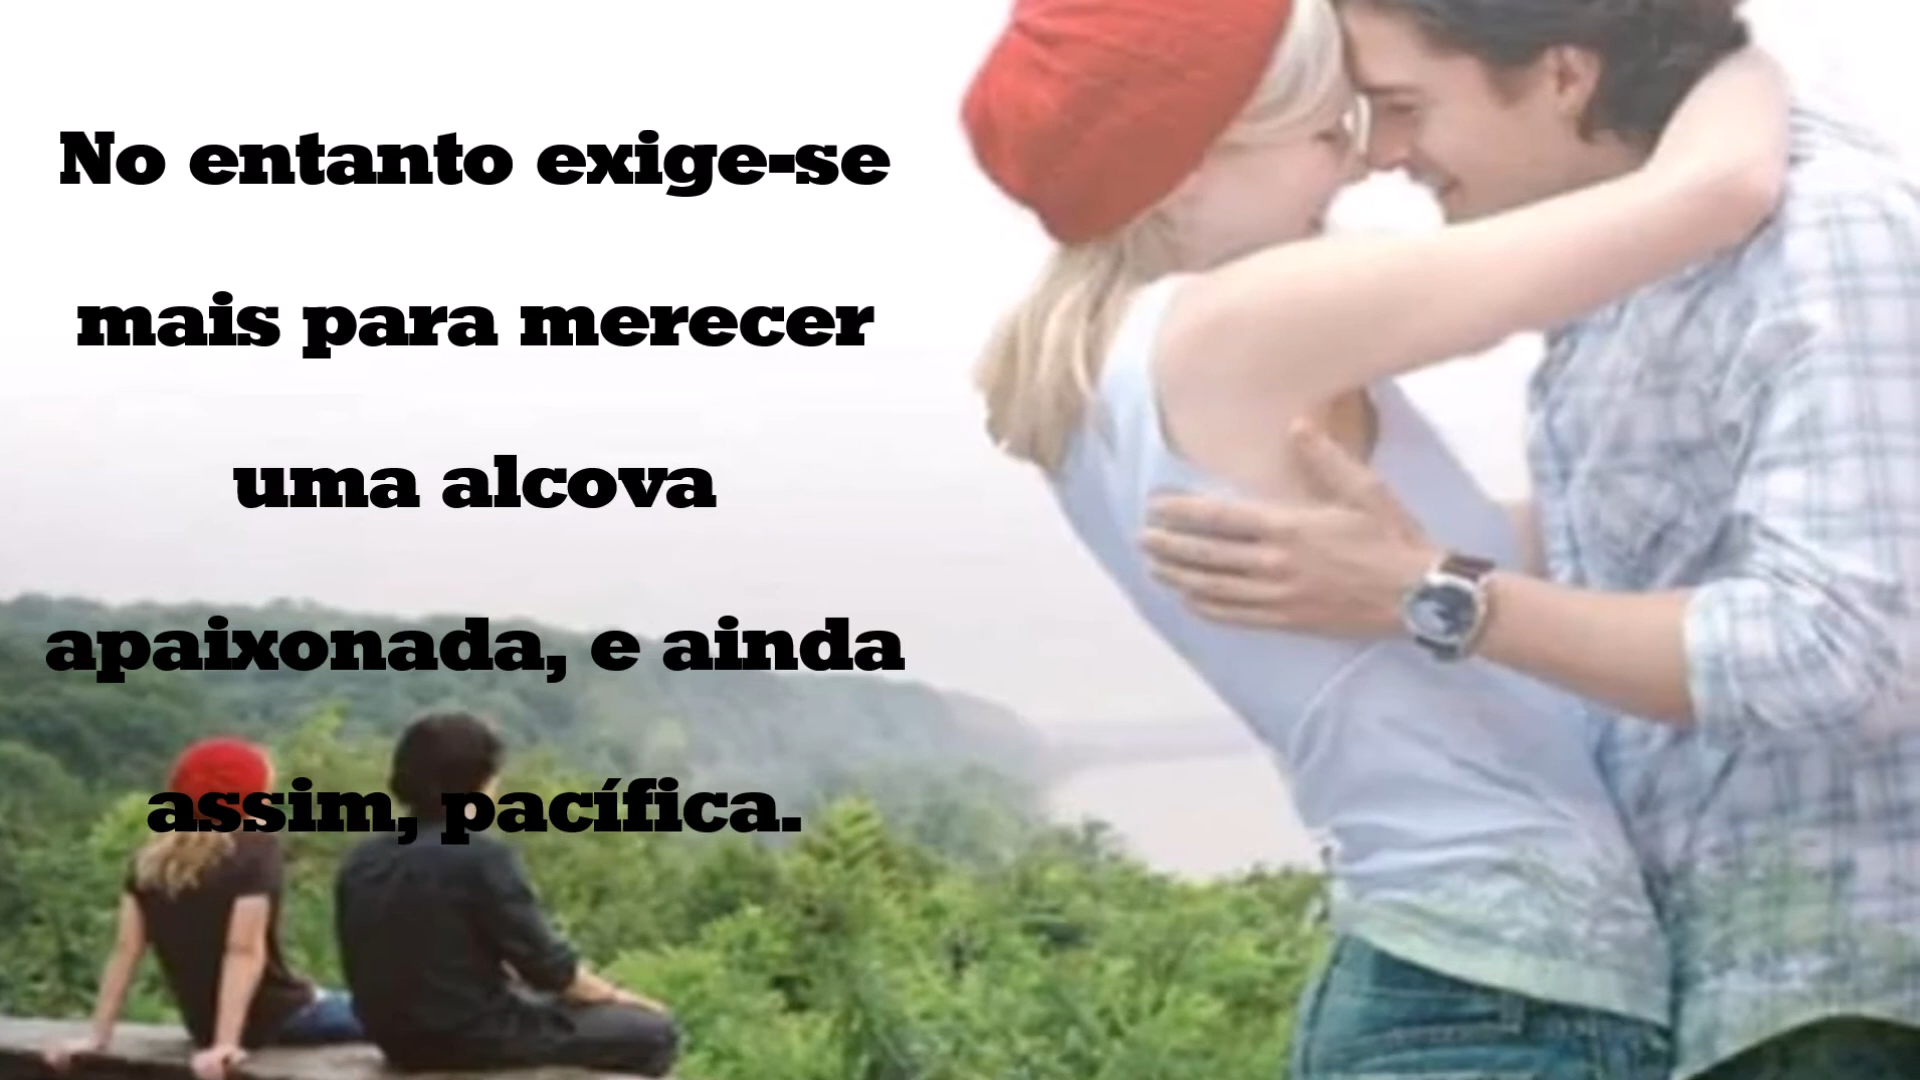 No entanto exige-se
mais para merecer
uma alcova
apaixonada, e ainda
assim, pacífica.